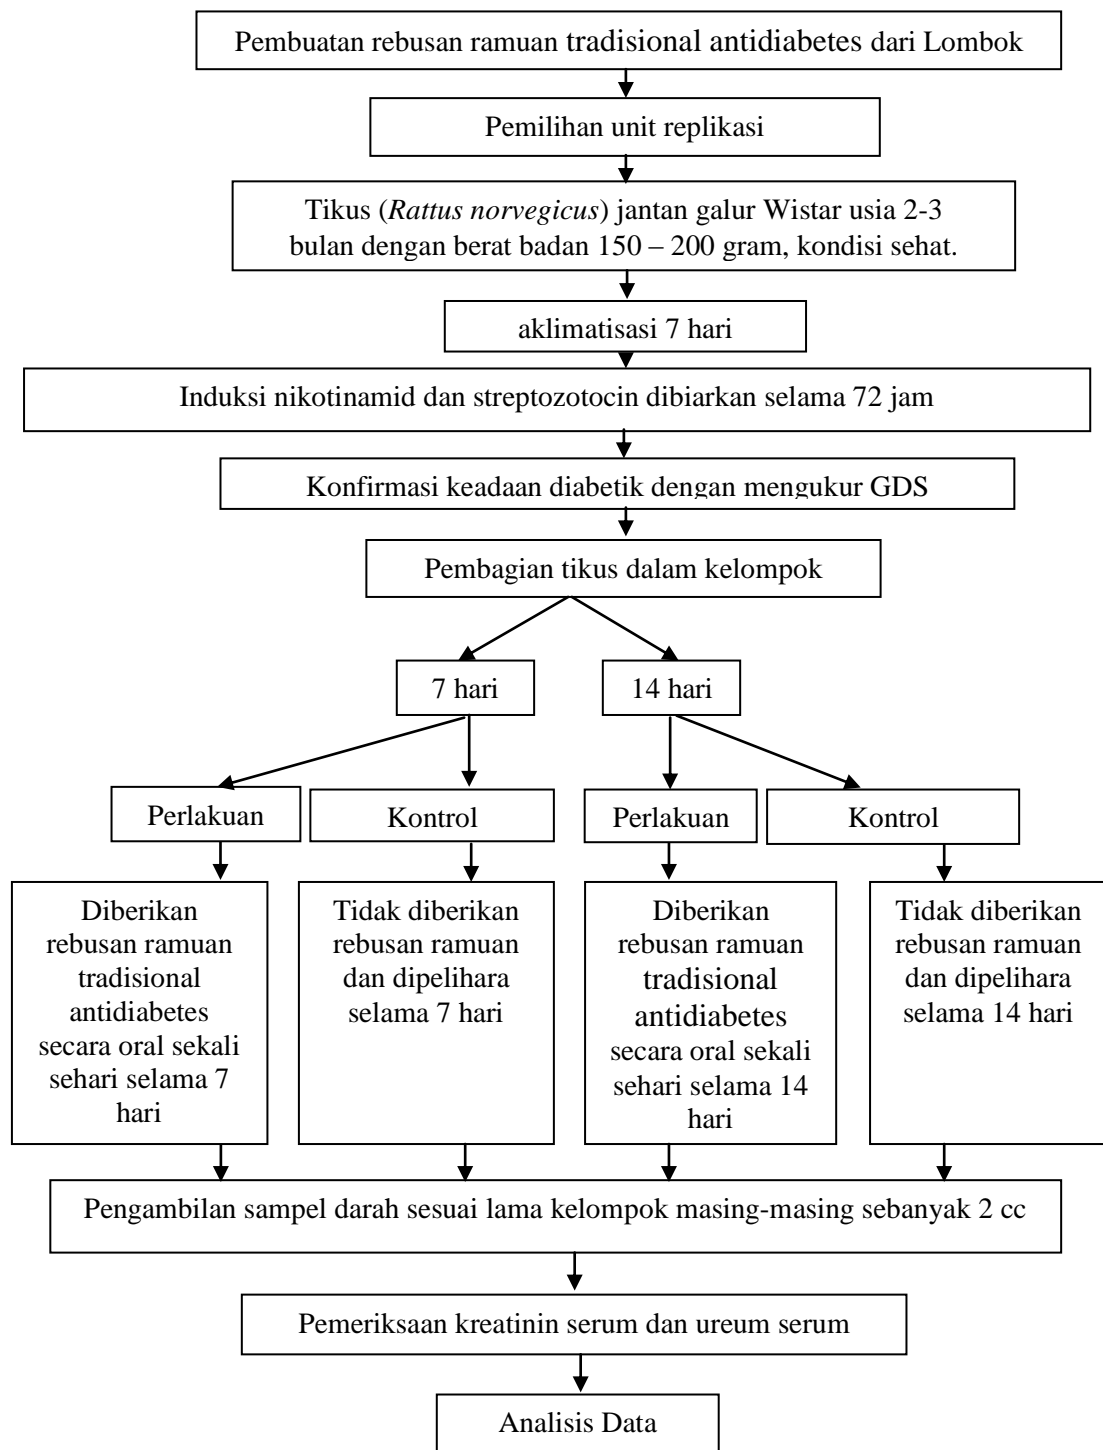 Pembuatan rebusan ramuan tradisional antidiabetes dari Lombok
Pemilihan unit replikasi
Tikus (Rattus norvegicus) jantan galur Wistar usia 2-3
bulan dengan berat badan 150 – 200 gram, kondisi sehat.
aklimatisasi 7 hari
Induksi nikotinamid dan streptozotocin dibiarkan selama 72 jam
Konfirmasi keadaan diabetik dengan mengukur GDS
Pembagian tikus dalam kelompok
7 hari
14 hari
Perlakuan
Kontrol
Perlakuan
Kontrol
Diberikan
rebusan ramuan
tradisional
antidiabetes
secara oral sekali
sehari selama 7
hari
Tidak diberikan
rebusan ramuan
dan dipelihara
selama 7 hari
Diberikan
rebusan ramuan
tradisional
antidiabetes
secara oral sekali
sehari selama 14
hari
Tidak diberikan
rebusan ramuan
dan dipelihara
selama 14 hari
Pengambilan sampel darah sesuai lama kelompok masing-masing sebanyak 2 cc
Pemeriksaan kreatinin serum dan ureum serum
Analisis Data